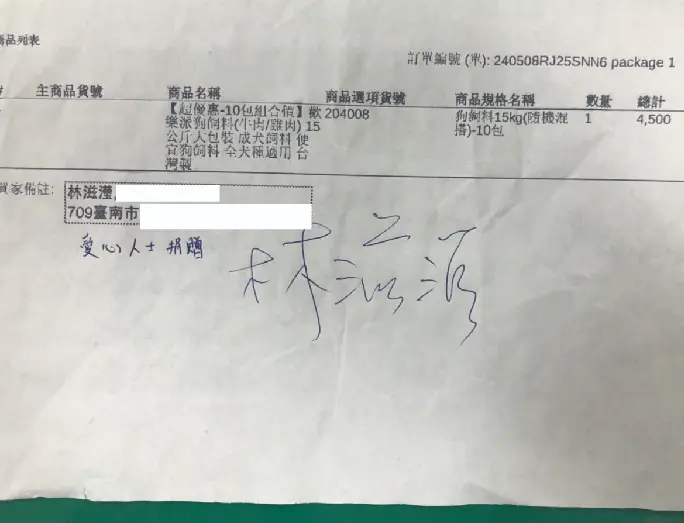 商品列表
訂單編號 (單): 240508RJ25SNN6 package 1
# 主商品貨號 商品名稱 商品選項貨號 商品規格名稱 數量 總計
【超優惠-10包組合價】歡 204008 狗飼料15kg(隨機混 1 4,500
樂派狗飼料(牛肉/雞肉) 15 搭)-10包
公斤大包裝 成犬飼料 便
宜狗飼料 全犬種適用 台
灣製
買家備註: 林滋瀅
709臺南市
愛心人士捐贈
林滋